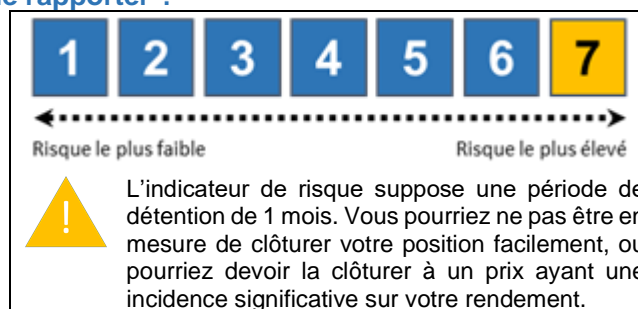 le rapporter ?
1 2 3 4 5 6 7
Risque le plus faible Risque le plus élevé
!
L'indicateur de risque suppose une période de
détention de 1 mois. Vous pourriez ne pas être en
mesure de clôturer votre position facilement, ou
pourriez devoir la clôturer à un prix ayant une
incidence significative sur votre rendement.